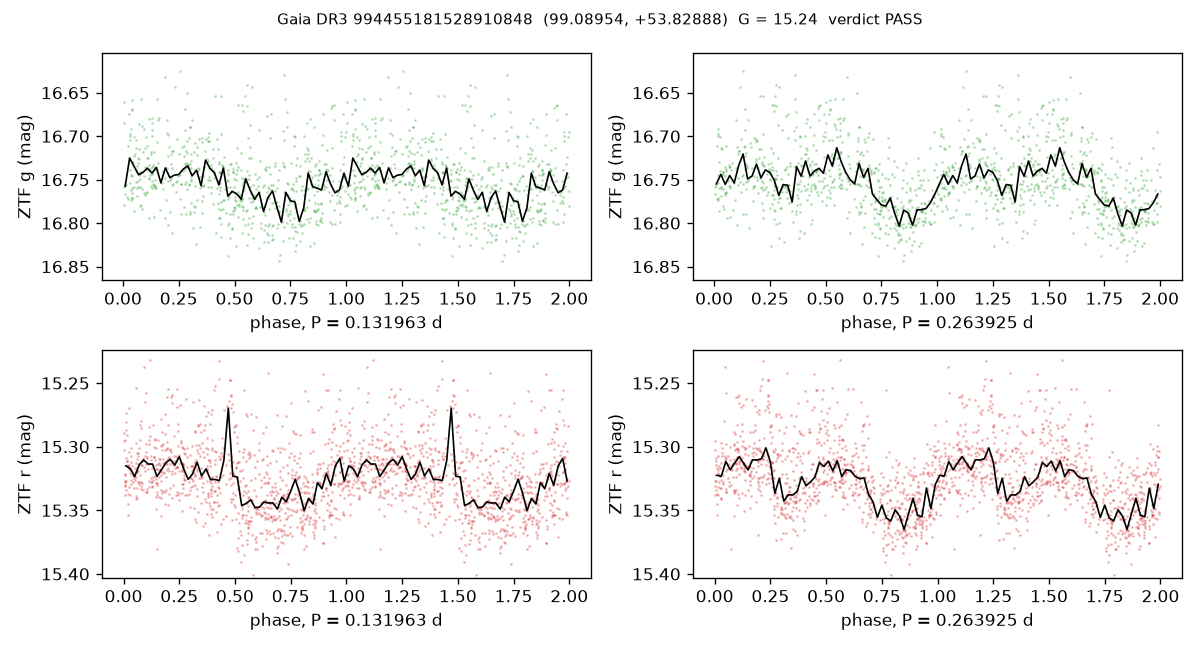 Gaia DR3 994455181528910848  (99.08954, +53.82888)  G = 15.24  verdict PASS
ZTF g (mag)
16.65
16.70
16.75
16.80
16.85
0.00 0.25 0.50 0.75 1.00 1.25 1.50 1.75 2.00
phase, P = 0.131963 d
ZTF g (mag)
16.65
16.70
16.75
16.80
16.85
0.00 0.25 0.50 0.75 1.00 1.25 1.50 1.75 2.00
phase, P = 0.263925 d
ZTF r (mag)
15.25
15.30
15.35
15.40
0.00 0.25 0.50 0.75 1.00 1.25 1.50 1.75 2.00
phase, P = 0.131963 d
ZTF r (mag)
15.25
15.30
15.35
15.40
0.00 0.25 0.50 0.75 1.00 1.25 1.50 1.75 2.00
phase, P = 0.263925 d